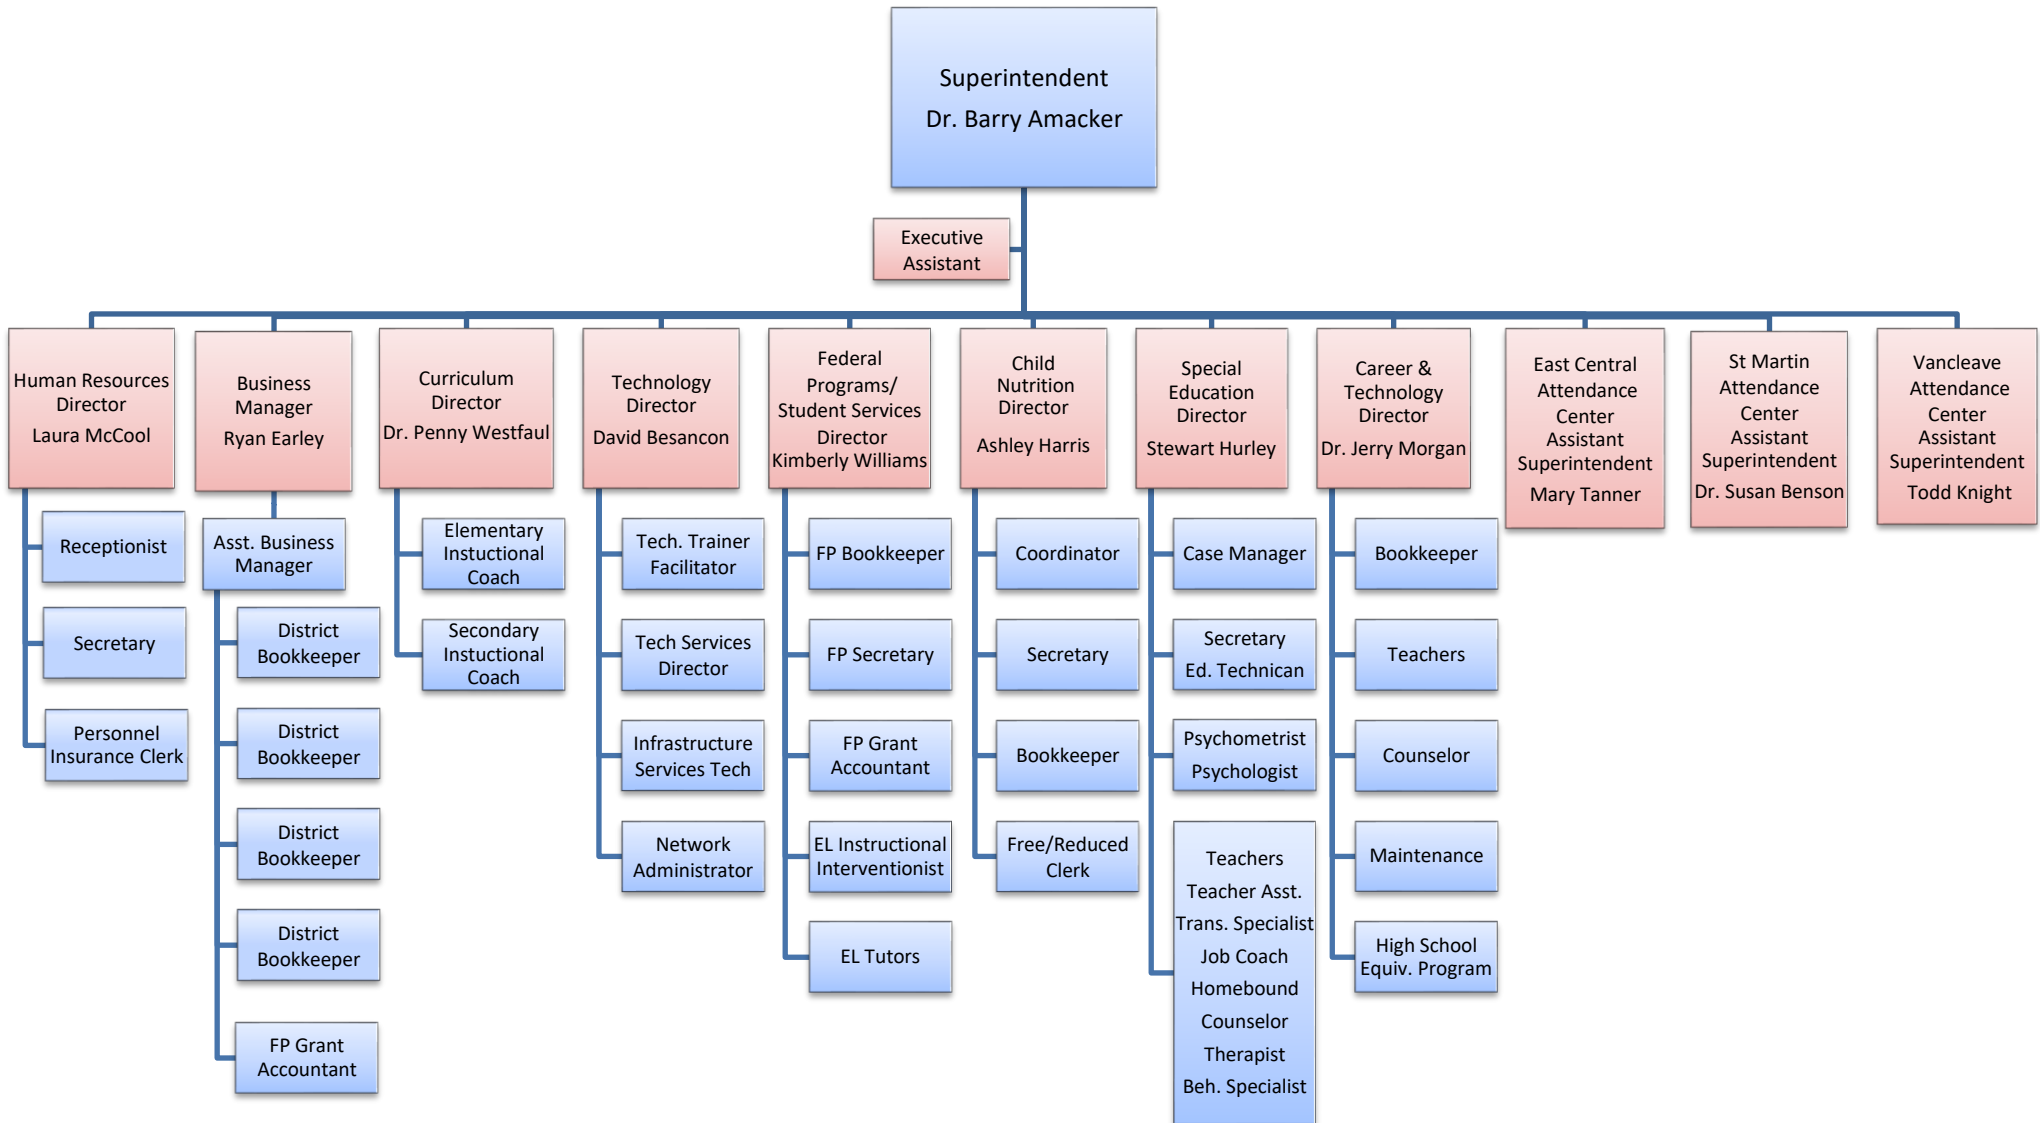 Superintendent
Dr. Barry Amacker
Executive
Assistant
Human Resources
Director
Laura McCool
Business
Manager
Ryan Earley
Curriculum
Director
Dr. Penny Westfaul
Technology
Director
David Besancon
Federal
Programs/
Student Services
Director
Kimberly Williams
Child
Nutrition
Director
Ashley Harris
Special
Education
Director
Stewart Hurley
Career &
Technology
Director
Dr. Jerry Morgan
East Central
Attendance
Center
Assistant
Superintendent
Mary Tanner
St Martin
Attendance
Center
Assistant
Superintendent
Dr. Susan Benson
Vancleave
Attendance
Center
Assistant
Superintendent
Todd Knight
Receptionist
Secretary
Personnel
Insurance Clerk
Asst. Business
Manager
District
Bookkeeper
District
Bookkeeper
District
Bookkeeper
District
Bookkeeper
FP Grant
Accountant
Elementary
Instuctional
Coach
Secondary
Instuctional
Coach
Tech. Trainer
Facilitator
Tech Services
Director
Infrastructure
Services Tech
Network
Administrator
FP Bookkeeper
FP Secretary
FP Grant
Accountant
EL Instructional
Interventionist
EL Tutors
Coordinator
Secretary
Bookkeeper
Free/Reduced
Clerk
Case Manager
Secretary
Ed. Technican
Psychometrist
Psychologist
Teachers
Teacher Asst.
Trans. Specialist
Job Coach
Homebound
Counselor
Therapist
Beh. Specialist
Bookkeeper
Teachers
Counselor
Maintenance
High School
Equiv. Program